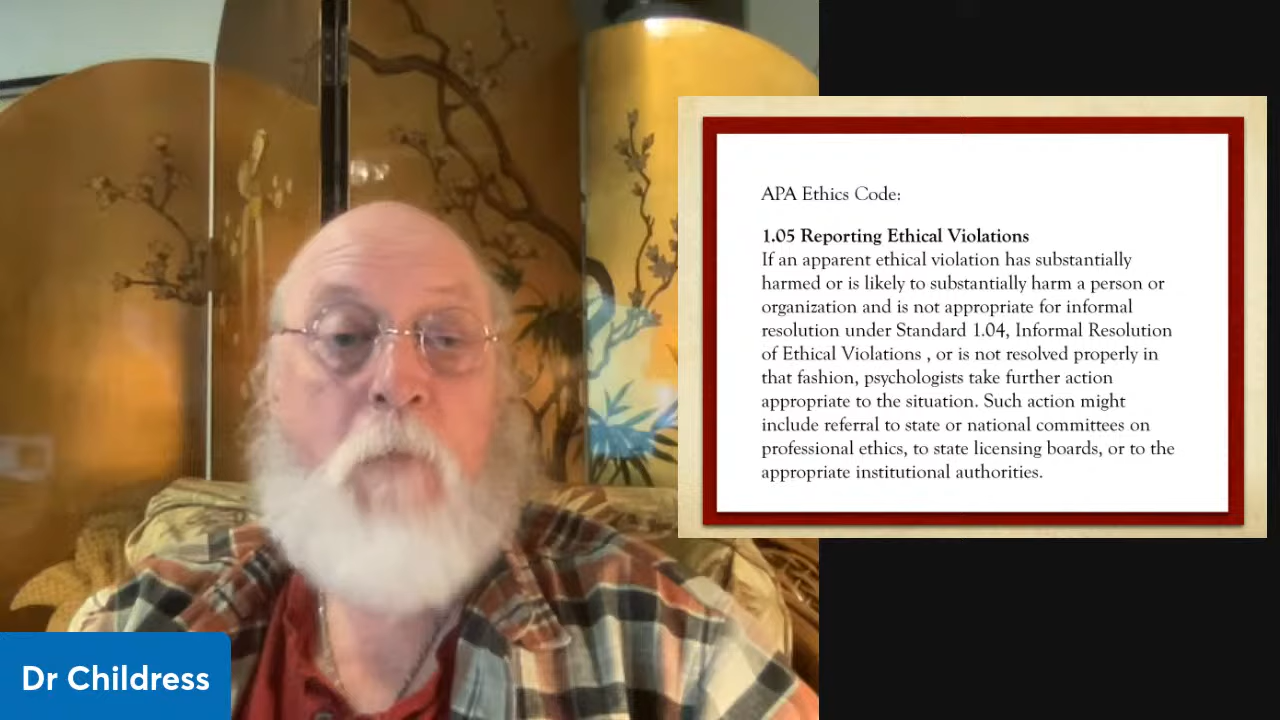 APA Ethics Code:
1.05 Reporting Ethical Violations
If an apparent ethical violation has substantially
harmed or is likely to substantially harm a person or
organization and is not appropriate for informal
resolution under Standard 1.04, Informal Resolution
of Ethical Violations , or is not resolved properly in
that fashion, psychologists take further action
appropriate to the situation. Such action might
include referral to state or national committees on
professional ethics, to state licensing boards, or to the
appropriate institutional authorities.
Dr Childress